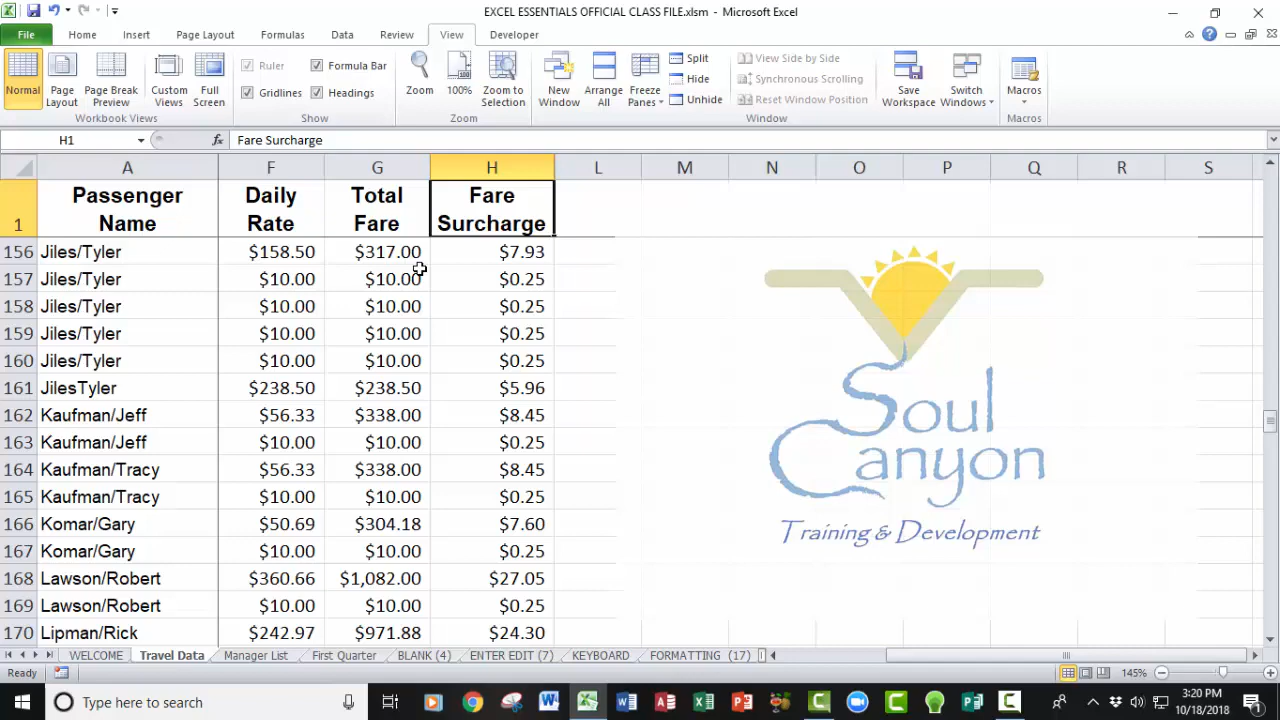 EXCEL ESSENTIALS OFFICIAL CLASS FILE.xlsm - Microsoft Excel
File Home Insert Page Layout Formulas Data Review View Developer
Normal Page Layout Page Break Preview Custom Views Full Screen
Ruler Formula Bar
Gridlines Headings
Zoom 100% Zoom to Selection
New Window Arrange All Freeze Panes
Split
Hide
Unhide
View Side by Side
Synchronous Scrolling
Reset Window Position
Save Workspace Switch Windows Macros
Workbook Views Show Zoom Window Macros
H1 fx Fare Surcharge
A F G H L M N O P Q R S
1 Passenger Name Daily Rate Total Fare Fare Surcharge
156 Jiles/Tyler $158.50 $317.00 $7.93
157 Jiles/Tyler $10.00 $10.00 $0.25
158 Jiles/Tyler $10.00 $10.00 $0.25
159 Jiles/Tyler $10.00 $10.00 $0.25
160 Jiles/Tyler $10.00 $10.00 $0.25
161 JilesTyler $238.50 $238.50 $5.96
162 Kaufman/Jeff $56.33 $338.00 $8.45
163 Kaufman/Jeff $10.00 $10.00 $0.25
164 Kaufman/Tracy $56.33 $338.00 $8.45
165 Kaufman/Tracy $10.00 $10.00 $0.25
166 Komar/Gary $50.69 $304.18 $7.60
167 Komar/Gary $10.00 $10.00 $0.25
168 Lawson/Robert $360.66 $1,082.00 $27.05
169 Lawson/Robert $10.00 $10.00 $0.25
170 Lipman/Rick $242.97 $971.88 $24.30
Soul
Canyon
Training & Development
WELCOME Travel Data Manager List First Quarter BLANK (4) ENTER EDIT (7) KEYBOARD FORMATTING (17)
Ready 145%
Type here to search
3:20 PM
10/18/2018
1